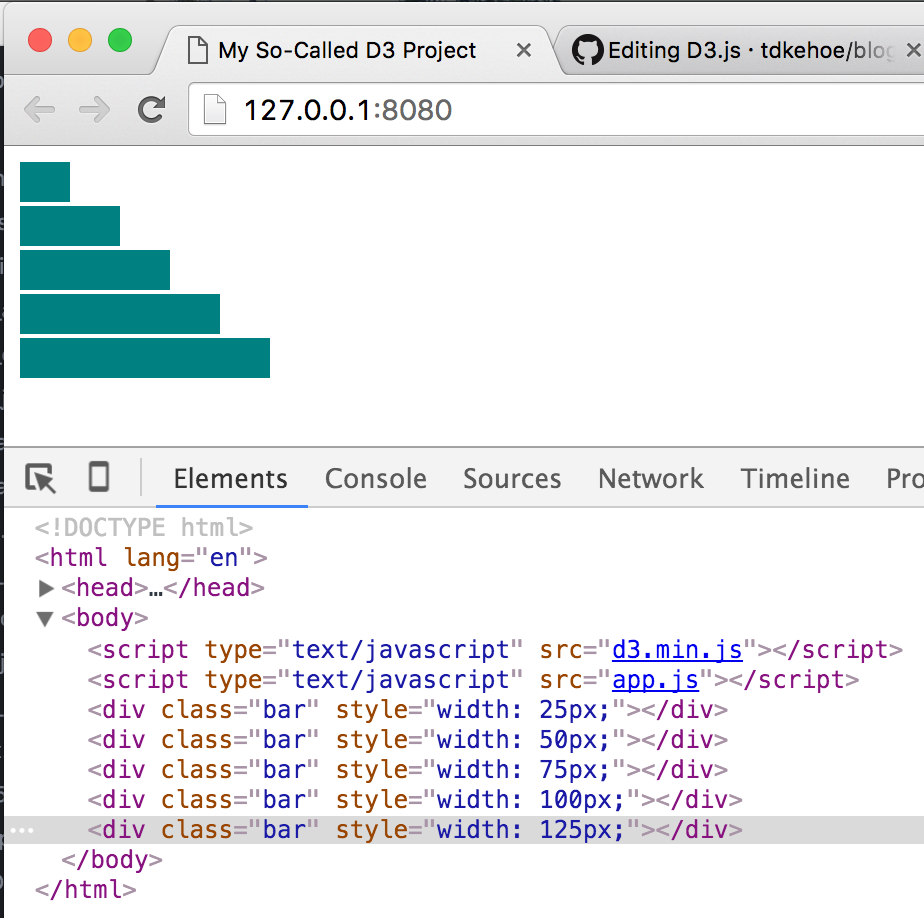 My So-Called D3 Project × Editing D3.js · tdkehoe/blog ×
127.0.0.1:8080
Elements Console Sources Network Timeline Pro
<!DOCTYPE html>
<html lang="en">
<head>…</head>
<body>
<script type="text/javascript" src="d3.min.js"></script>
<script type="text/javascript" src="app.js"></script>
<div class="bar" style="width: 25px;"></div>
<div class="bar" style="width: 50px;"></div>
<div class="bar" style="width: 75px;"></div>
<div class="bar" style="width: 100px;"></div>
<div class="bar" style="width: 125px;"></div>
</body>
</html>